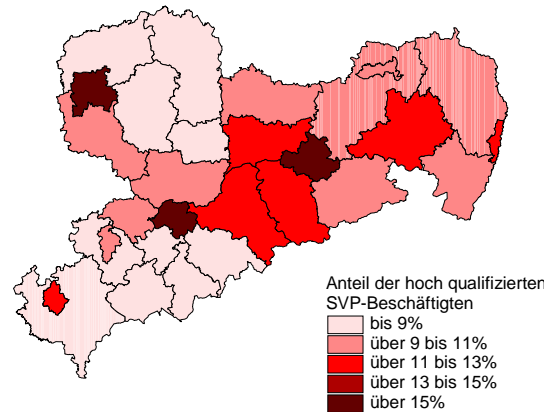 Anteil der hoch qualifizierten
SVP-Beschäftigten
bis 9%
über 9 bis 11%
über 11 bis 13%
über 13 bis 15%
über 15%